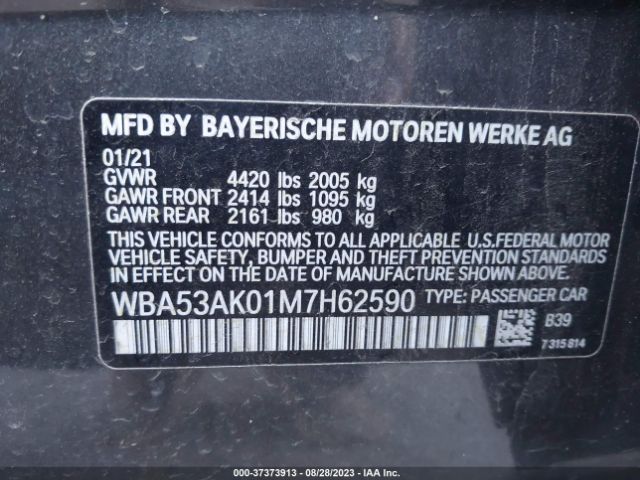 MFD BY BAYERISCHE MOTOREN WERKE AG
01/21
GVWR 4420 lbs 2005 kg
GAWR FRONT 2414 lbs 1095 kg
GAWR REAR 2161 lbs 980 kg
THIS VEHICLE CONFORMS TO ALL APPLICABLE U.S.FEDERAL MOTOR
VEHICLE SAFETY, BUMPER AND THEFT PREVENTION STANDARDS
IN EFFECT ON THE DATE OF MANUFACTURE SHOWN ABOVE.
WBA53AK01M7H62590 TYPE: PASSENGER CAR
B39
7315814
000-37373913 | 08/28/2023 | IAA Inc.